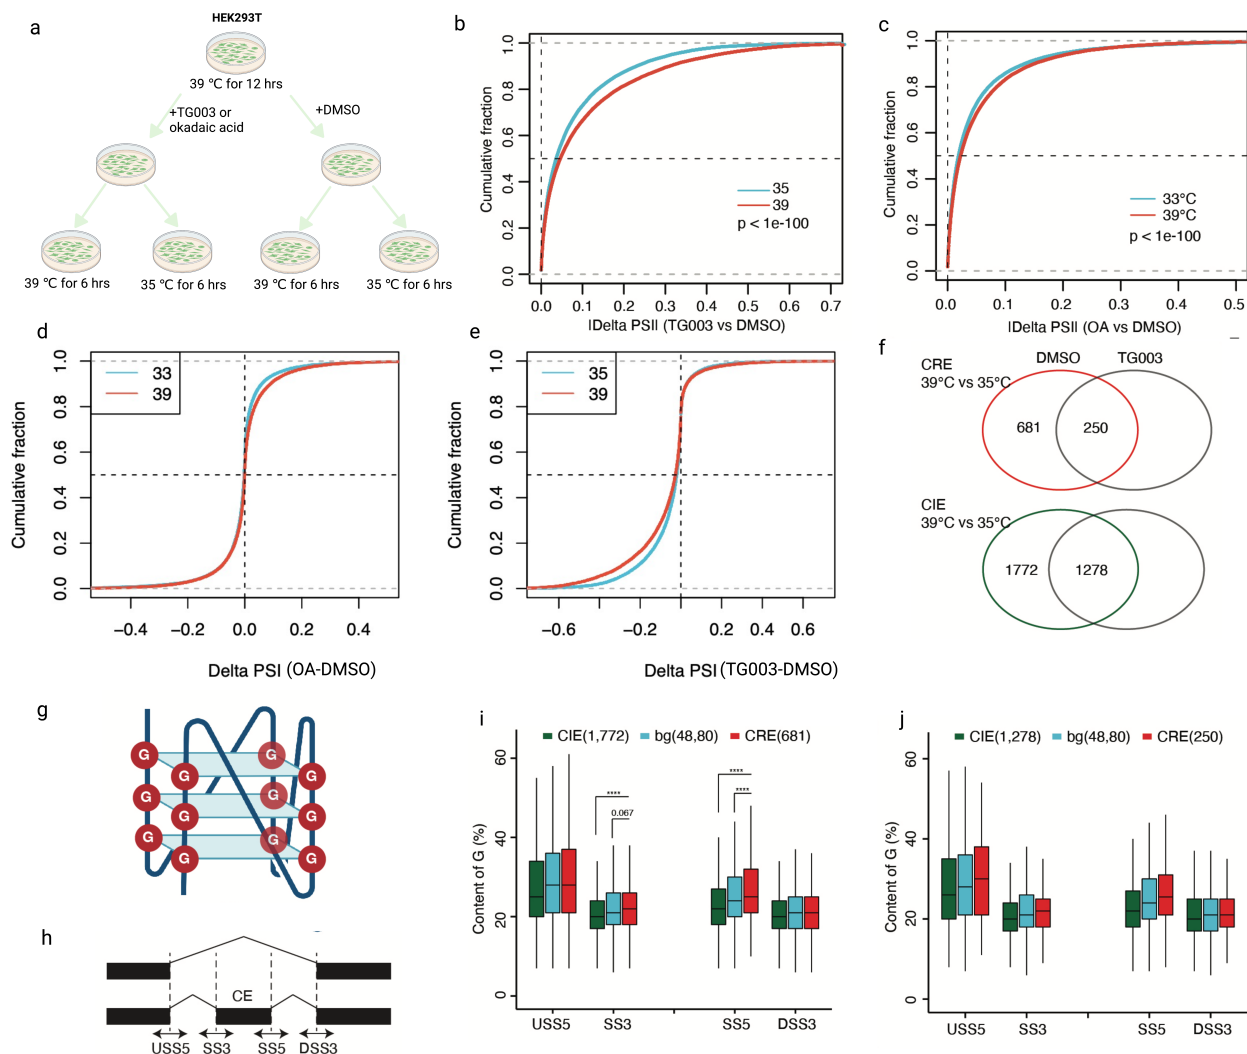 a
HEK293T
39 °C for 12 hrs
+TG003 or
okadaic acid
+DMSO
39 °C for 6 hrs
35 °C for 6 hrs
39 °C for 6 hrs
35 °C for 6 hrs
b
Cumulative fraction
1.0
0.8
0.6
0.4
0.2
0.0
35
39
p < 1e-100
0.0
0.1
0.2
0.3
0.4
0.5
0.6
0.7
IDelta PSII (TG003 vs DMSO)
c
Cumulative fraction
1.0
0.8
0.6
0.4
0.2
0.0
33°C
39°C
p < 1e-100
0.0
0.1
0.2
0.3
0.4
0.5
IDelta PSII (OA vs DMSO)
d
Cumulative fraction
1.0
0.8
0.6
0.4
0.2
0.0
33
39
−0.4
−0.2
0.0
0.2
0.4
Delta PSI (OA-DMSO)
e
Cumulative fraction
1.0
0.8
0.6
0.4
0.2
0.0
35
39
−0.6
−0.2
0.2
0.4
0.6
Delta PSI (TG003-DMSO)
f
DMSO
TG003
CRE
39°C vs 35°C
681
250
CIE
39°C vs 35°C
1772
1278
g
G
G
G
G
G
G
G
G
G
G
G
G
h
CE
USS5
SS3
SS5
DSS3
i
CIE(1,772)
bg(48,80)
CRE(681)
Content of G (%)
60
40
20
0
****
0.067
****
****
USS5
SS3
SS5
DSS3
j
CIE(1,278)
bg(48,80)
CRE(250)
Content of G (%)
60
40
20
0
USS5
SS3
SS5
DSS3